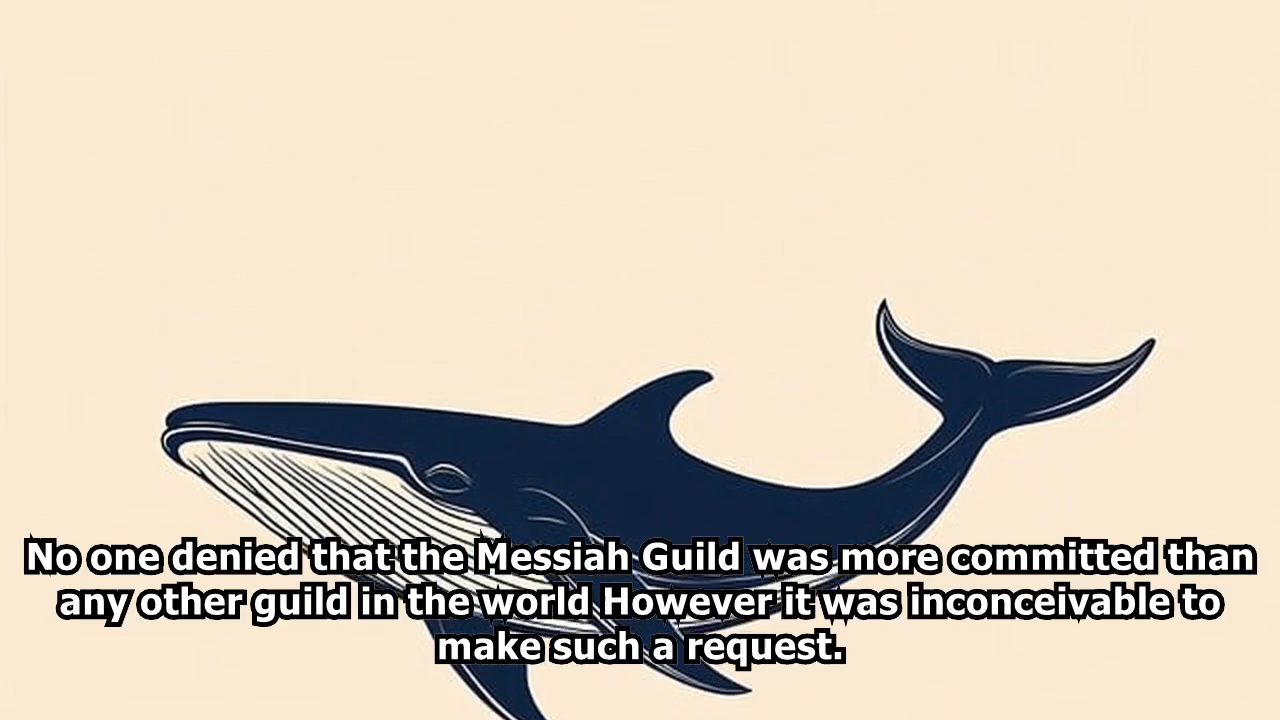 No one denied that the Messiah Guild was more committed than
any other guild in the world However it was inconceivable to
make such a request.